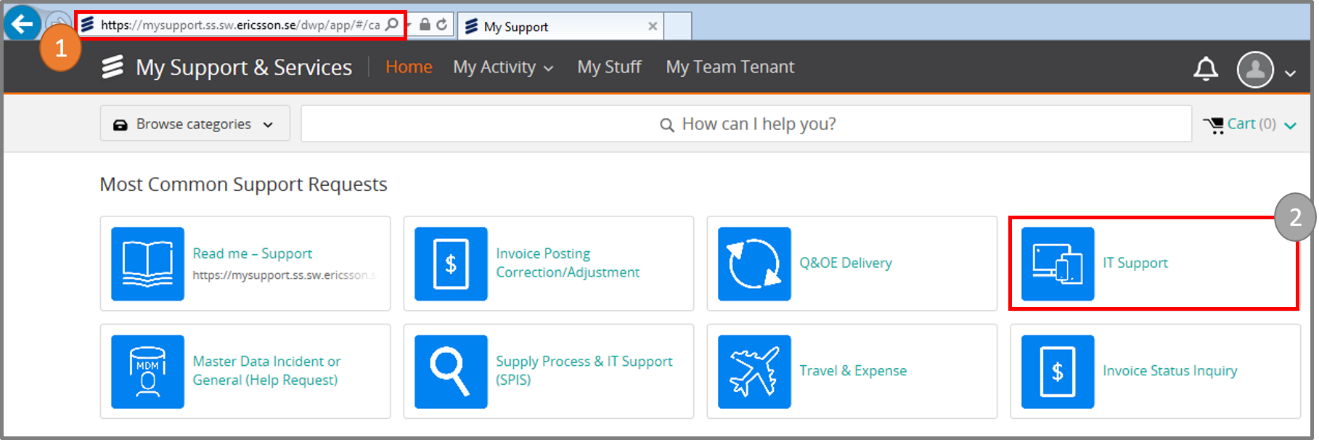 https://mysupport.ss.sw.ericsson.se/dwp/app/#/ca
My Support
1
My Support & Services
Home
My Activity
My Stuff
My Team Tenant
Browse categories
How can I help you?
Cart (0)
Most Common Support Requests
2
Read me – Support
https://mysupport.ss.sw.ericsson.s
$
Invoice Posting
Correction/Adjustment
Q&OE Delivery
IT Support
MDM
Master Data Incident or
General (Help Request)
Supply Process & IT Support
(SPIS)
Travel & Expense
$
Invoice Status Inquiry